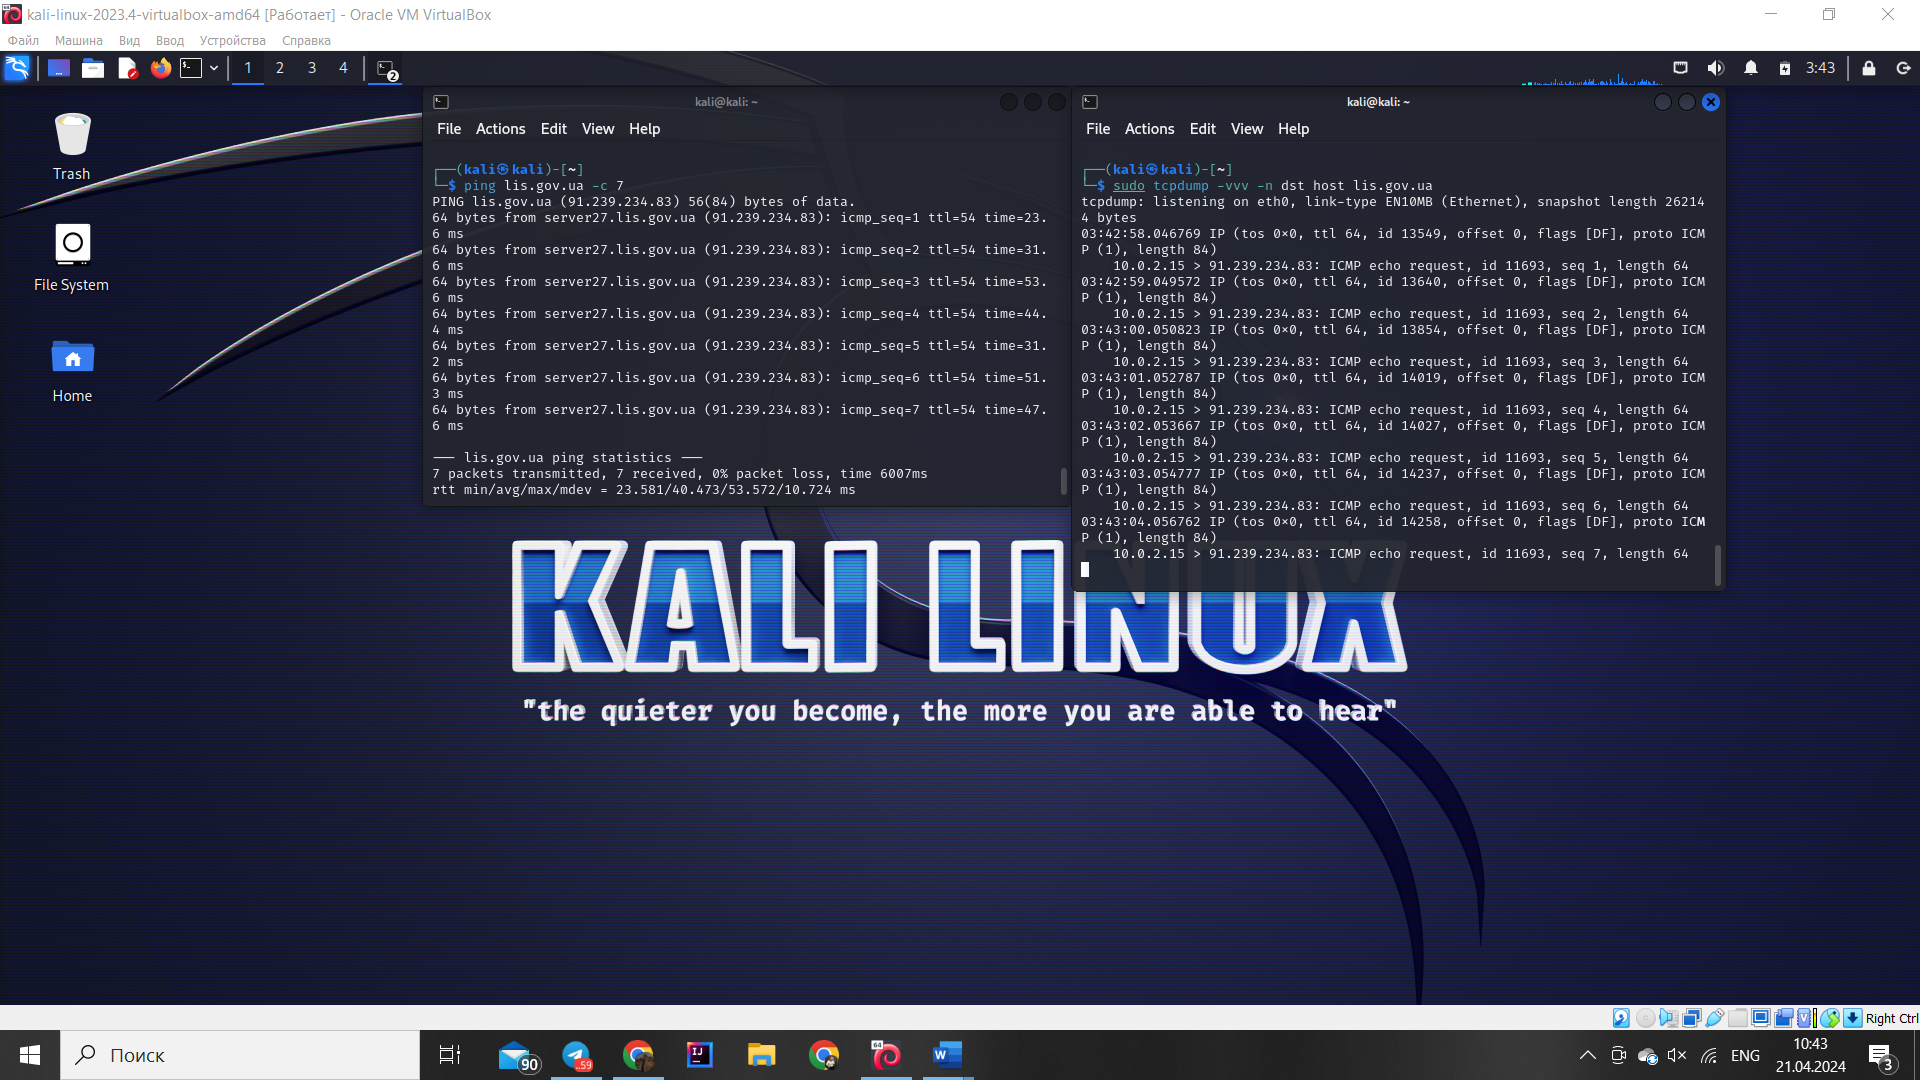 kali-linux-2023.4-virtualbox-amd64 [Работает] - Oracle VM VirtualBox
Файл Машина Вид Ввод Устройства Справка
1 2 3 4 2 3:43
Trash
File System
Home
kali@kali: ~
File Actions Edit View Help
┌──(kali㉿kali)-[~]
└─$ ping lis.gov.ua -c 7
PING lis.gov.ua (91.239.234.83) 56(84) bytes of data.
64 bytes from server27.lis.gov.ua (91.239.234.83): icmp_seq=1 ttl=54 time=23.
6 ms
64 bytes from server27.lis.gov.ua (91.239.234.83): icmp_seq=2 ttl=54 time=31.
6 ms
64 bytes from server27.lis.gov.ua (91.239.234.83): icmp_seq=3 ttl=54 time=53.
6 ms
64 bytes from server27.lis.gov.ua (91.239.234.83): icmp_seq=4 ttl=54 time=44.
4 ms
64 bytes from server27.lis.gov.ua (91.239.234.83): icmp_seq=5 ttl=54 time=31.
2 ms
64 bytes from server27.lis.gov.ua (91.239.234.83): icmp_seq=6 ttl=54 time=51.
3 ms
64 bytes from server27.lis.gov.ua (91.239.234.83): icmp_seq=7 ttl=54 time=47.
6 ms
--- lis.gov.ua ping statistics ---
7 packets transmitted, 7 received, 0% packet loss, time 6007ms
rtt min/avg/max/mdev = 23.581/40.473/53.572/10.724 ms
kali@kali: ~
File Actions Edit View Help
┌──(kali㉿kali)-[~]
└─$ sudo tcpdump -vvv -n dst host lis.gov.ua
tcpdump: listening on eth0, link-type EN10MB (Ethernet), snapshot length 26214
4 bytes
03:42:58.046769 IP (tos 0x0, ttl 64, id 13549, offset 0, flags [DF], proto ICM
P (1), length 84)
10.0.2.15 > 91.239.234.83: ICMP echo request, id 11693, seq 1, length 64
03:42:59.049572 IP (tos 0x0, ttl 64, id 13640, offset 0, flags [DF], proto ICM
P (1), length 84)
10.0.2.15 > 91.239.234.83: ICMP echo request, id 11693, seq 2, length 64
03:43:00.050823 IP (tos 0x0, ttl 64, id 13854, offset 0, flags [DF], proto ICM
P (1), length 84)
10.0.2.15 > 91.239.234.83: ICMP echo request, id 11693, seq 3, length 64
03:43:01.052787 IP (tos 0x0, ttl 64, id 14019, offset 0, flags [DF], proto ICM
P (1), length 84)
10.0.2.15 > 91.239.234.83: ICMP echo request, id 11693, seq 4, length 64
03:43:02.053667 IP (tos 0x0, ttl 64, id 14027, offset 0, flags [DF], proto ICM
P (1), length 84)
10.0.2.15 > 91.239.234.83: ICMP echo request, id 11693, seq 5, length 64
03:43:03.054777 IP (tos 0x0, ttl 64, id 14237, offset 0, flags [DF], proto ICM
P (1), length 84)
10.0.2.15 > 91.239.234.83: ICMP echo request, id 11693, seq 6, length 64
03:43:04.056762 IP (tos 0x0, ttl 64, id 14258, offset 0, flags [DF], proto ICM
P (1), length 84)
10.0.2.15 > 91.239.234.83: ICMP echo request, id 11693, seq 7, length 64
KALI LINUX
"the quieter you become, the more you are able to hear"
Right Ctrl
Поиск 90 ..59 IJ 64 W ENG 10:43
21.04.2024 3